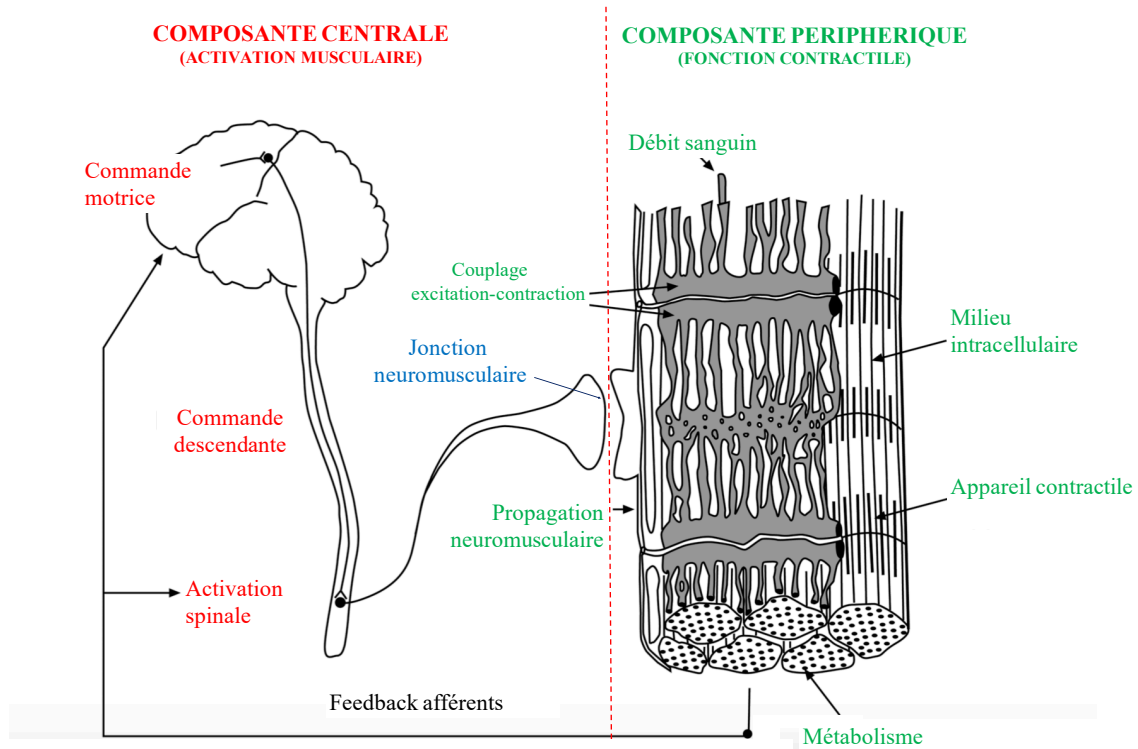 COMPOSANTE CENTRALE
(ACTIVATION MUSCULAIRE)
COMPOSANTE PERIPHERIQUE
(FONCTION CONTRACTILE)
Débit sanguin
Commande
motrice
Couplage
excitation-contraction
Milieu
intracellulaire
Jonction
neuromusculaire
Commande
descendante
Appareil contractile
Propagation
neuromusculaire
Activation
spinale
Feedback afférents
Métabolisme